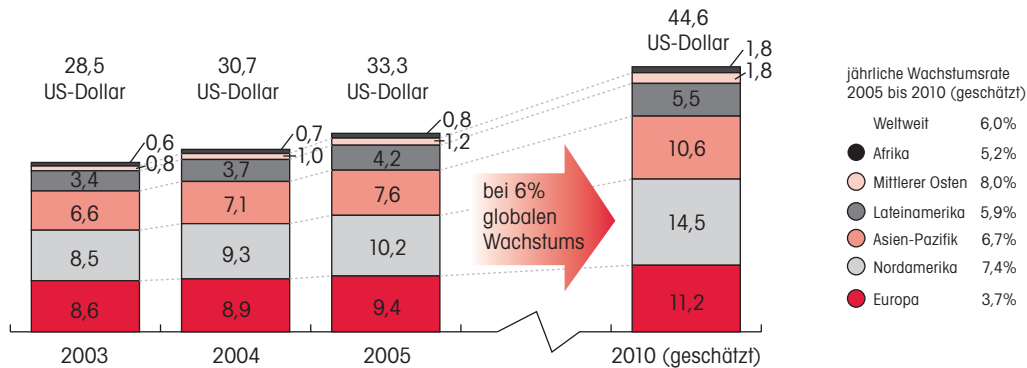 28,5
US-Dollar
0,6
0,8
3,4
6,6
8,5
8,6
2003
30,7
US-Dollar
0,7
1,0
3,7
7,1
9,3
8,9
2004
33,3
US-Dollar
0,8
1,2
4,2
7,6
10,2
9,4
2005
bei 6%
globalen
Wachstums
44,6
US-Dollar
1,8
1,8
5,5
10,6
14,5
11,2
2010 (geschätzt)
jährliche Wachstumsrate
2005 bis 2010 (geschätzt)
Weltweit 6,0%
Afrika 5,2%
Mittlerer Osten 8,0%
Lateinamerika 5,9%
Asien-Pazifik 6,7%
Nordamerika 7,4%
Europa 3,7%